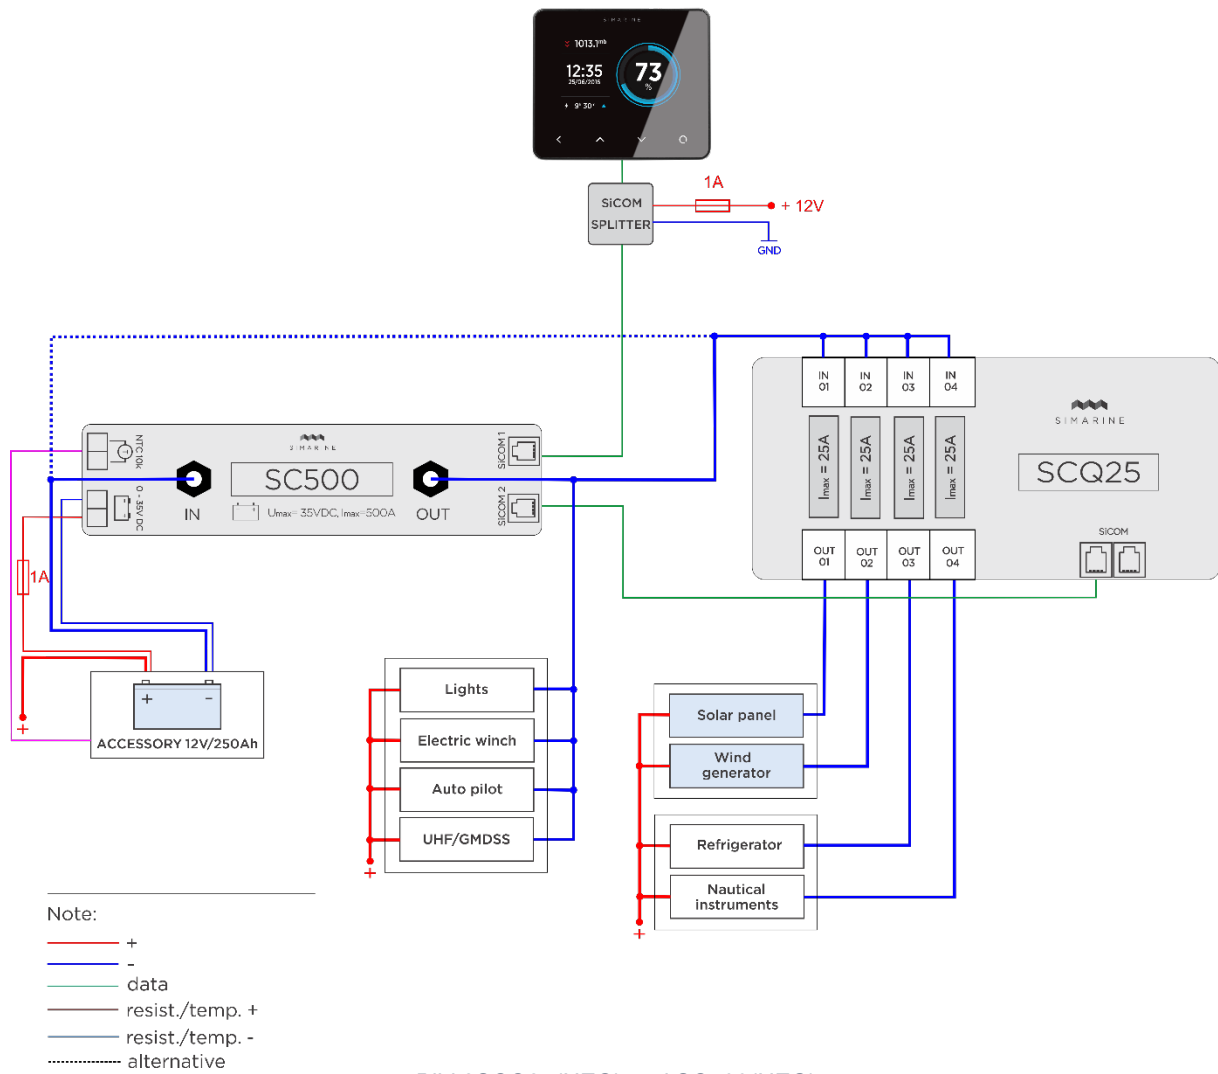 SIMARINE
1013.1mb
12:35
25/06/2015
73
%
9h 30'
SiCOM
SPLITTER
1A
+ 12V
GND
IN 01
IN 02
IN 03
IN 04
Imax = 25A
Imax = 25A
Imax = 25A
Imax = 25A
SIMARINE
SCQ25
OUT 01
OUT 02
OUT 03
OUT 04
SiCOM
NTC 10k
T
0 - 35V DC
SIMARINE
SC500
IN
Umax= 35VDC, Imax=500A
OUT
SiCOM 1
SiCOM 2
1A
+
+ -
ACCESSORY 12V/250Ah
Lights
Electric winch
Auto pilot
UHF/GMDSS
+
Solar panel
Wind
generator
Refrigerator
Nautical
instruments
+
Note:
+
-
data
resist./temp. +
resist./temp. -
alternative